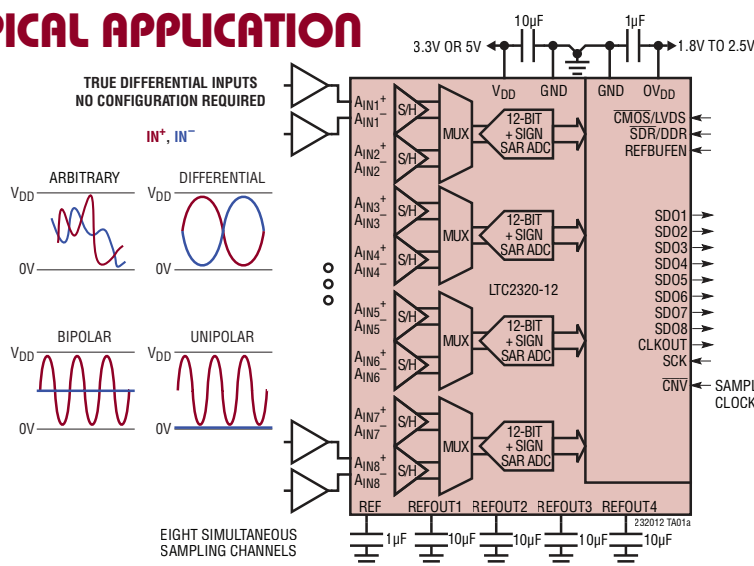 PICAL APPLICATION
10µF
1µF
3.3V OR 5V
1.8V TO 2.5V
TRUE DIFFERENTIAL INPUTS
NO CONFIGURATION REQUIRED
IN+, IN−
ARBITRARY
DIFFERENTIAL
VDD
VDD
0V
0V
BIPOLAR
UNIPOLAR
VDD
VDD
0V
0V
EIGHT SIMULTANEOUS
SAMPLING CHANNELS
VDD
GND
GND
OVDD
AIN1+
AIN1−
S/H
AIN2+
AIN2−
S/H
MUX
12-BIT
+ SIGN
SAR ADC
AIN3+
AIN3−
S/H
AIN4+
AIN4−
S/H
MUX
12-BIT
+ SIGN
SAR ADC
LTC2320-12
AIN5+
AIN5−
S/H
AIN6+
AIN6−
S/H
MUX
12-BIT
+ SIGN
SAR ADC
AIN7+
AIN7−
S/H
AIN8+
AIN8−
S/H
MUX
12-BIT
+ SIGN
SAR ADC
CMOS/LVDS
SDR/DDR
REFBUFEN
SDO1
SDO2
SDO3
SDO4
SDO5
SDO6
SDO7
SDO8
CLKOUT
SCK
CNV
SAMPL
CLOCK
REF
REFOUT1
REFOUT2
REFOUT3
REFOUT4
232012 TA01a
1µF
10µF
10µF
10µF
10µF